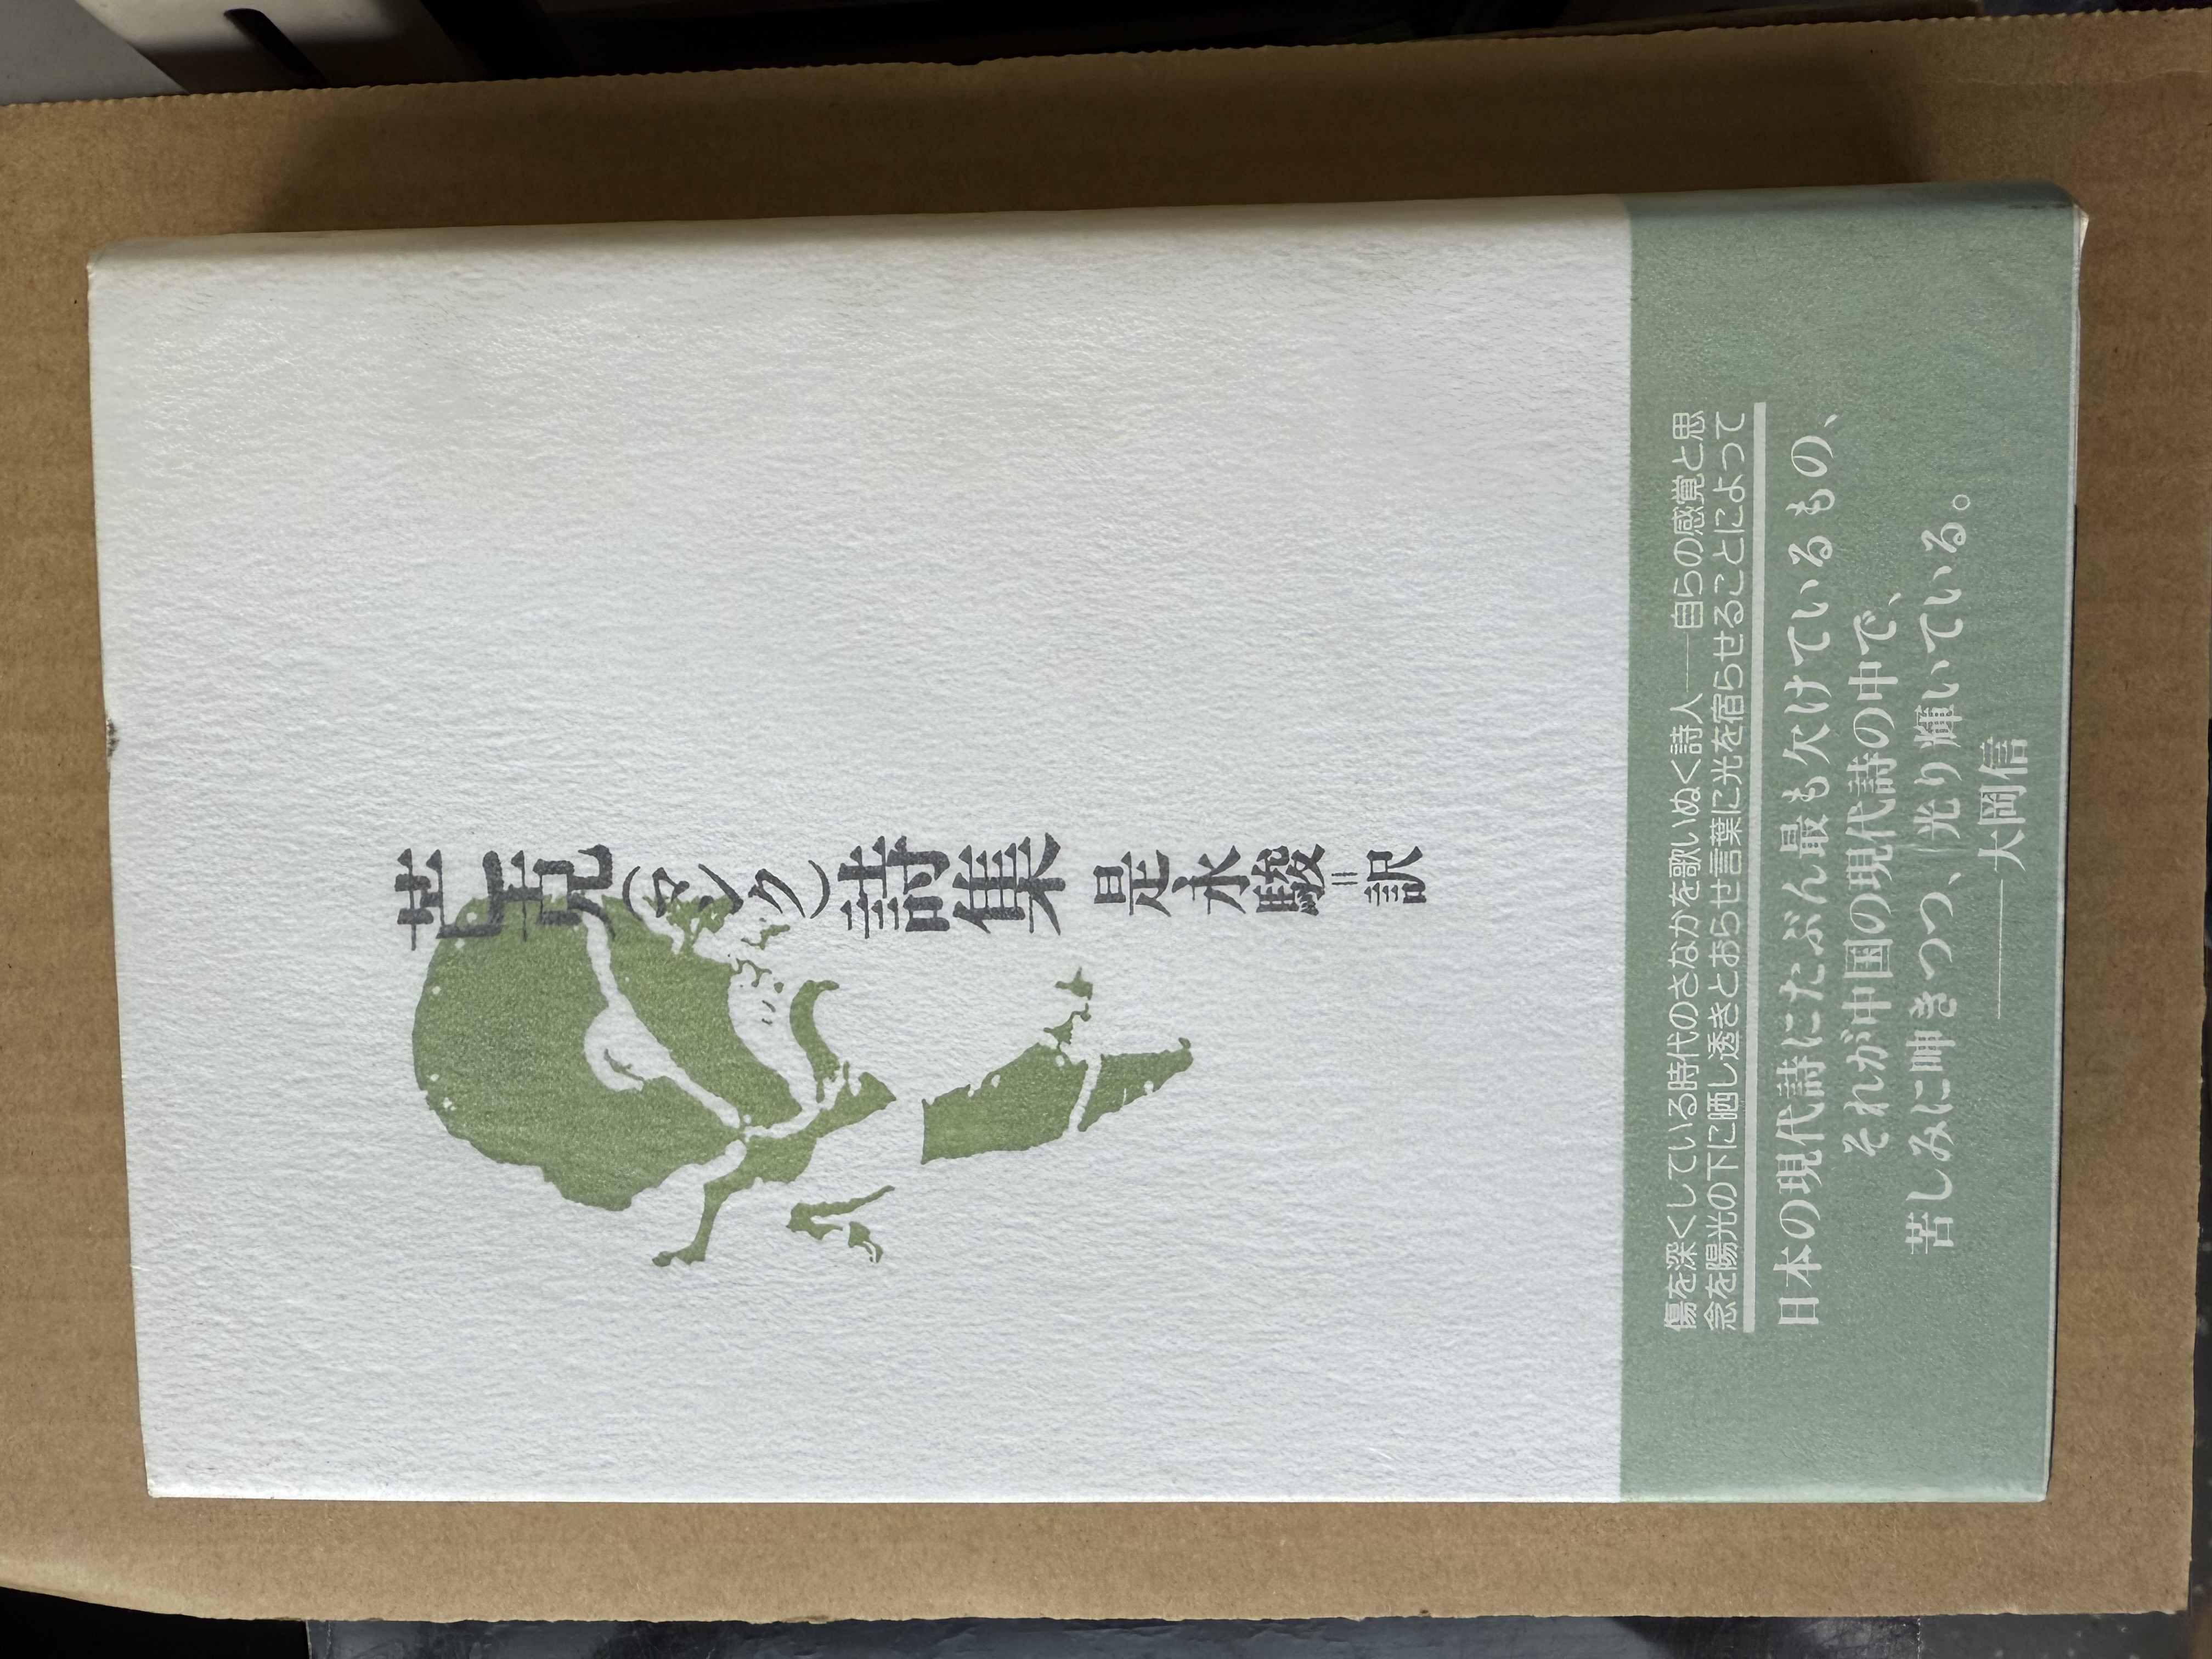 芒克(マンク)詩集 是永駿=訳
傷を深くしている時代のさなかを歌いぬく詩人——自らの感覚と思
念を陽光の下に晒し透きとおらせ言葉に光を宿らせることによって
日本の現代詩にたぶん最も欠けているもの、
それが中国の現代詩の中で、
苦しみに呻きつつ、光り輝いている。
——大岡信